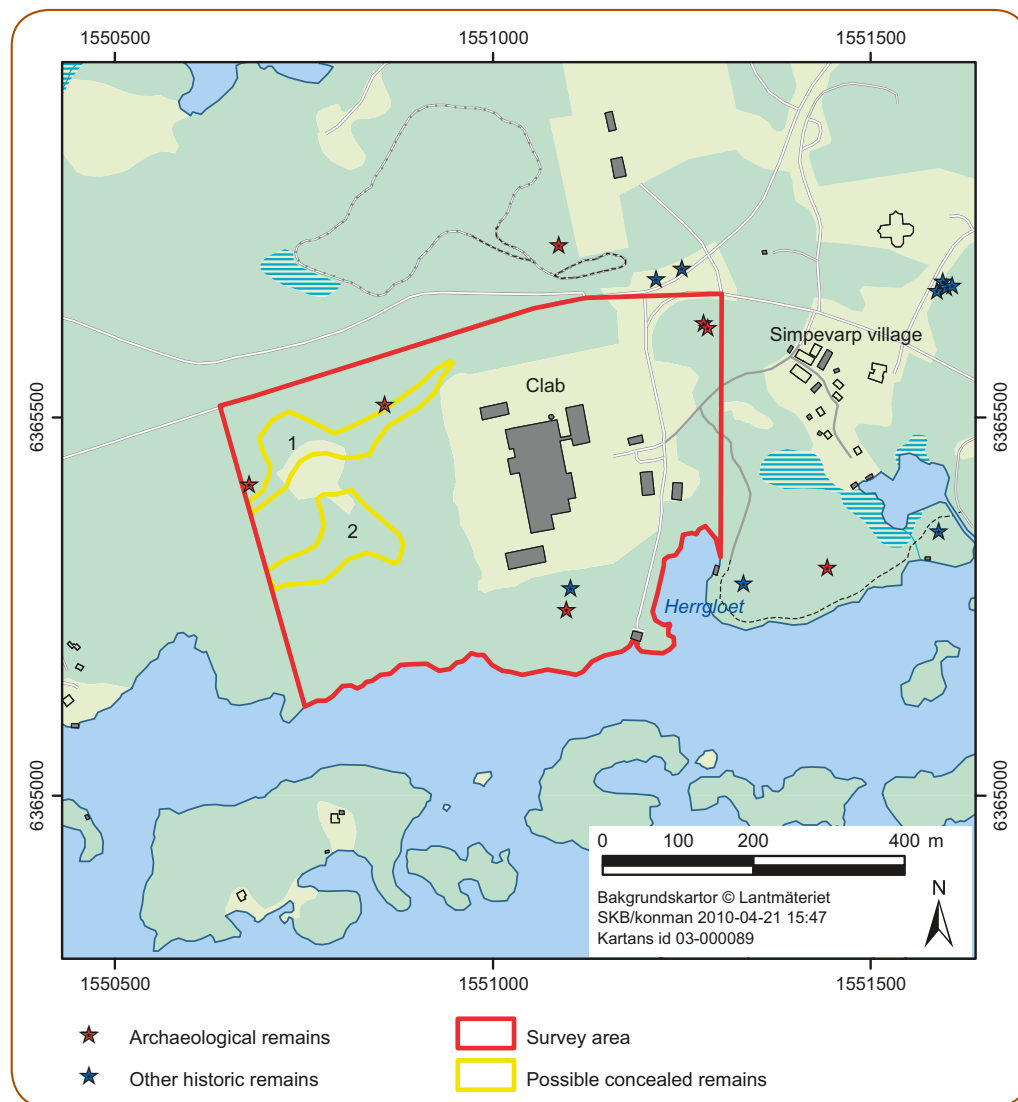 1550500
1551000
1551500
6365500
6365500
Simpevarp village
Clab
1
2
Herrgloet
6365000
6365000
0 100 200 400 m
Bakgrundskartor © Lantmäteriet
SKB/konman 2010-04-21 15:47
Kartans id 03-000089
N
1550500
1551000
1551500
Archaeological remains
Survey area
Other historic remains
Possible concealed remains